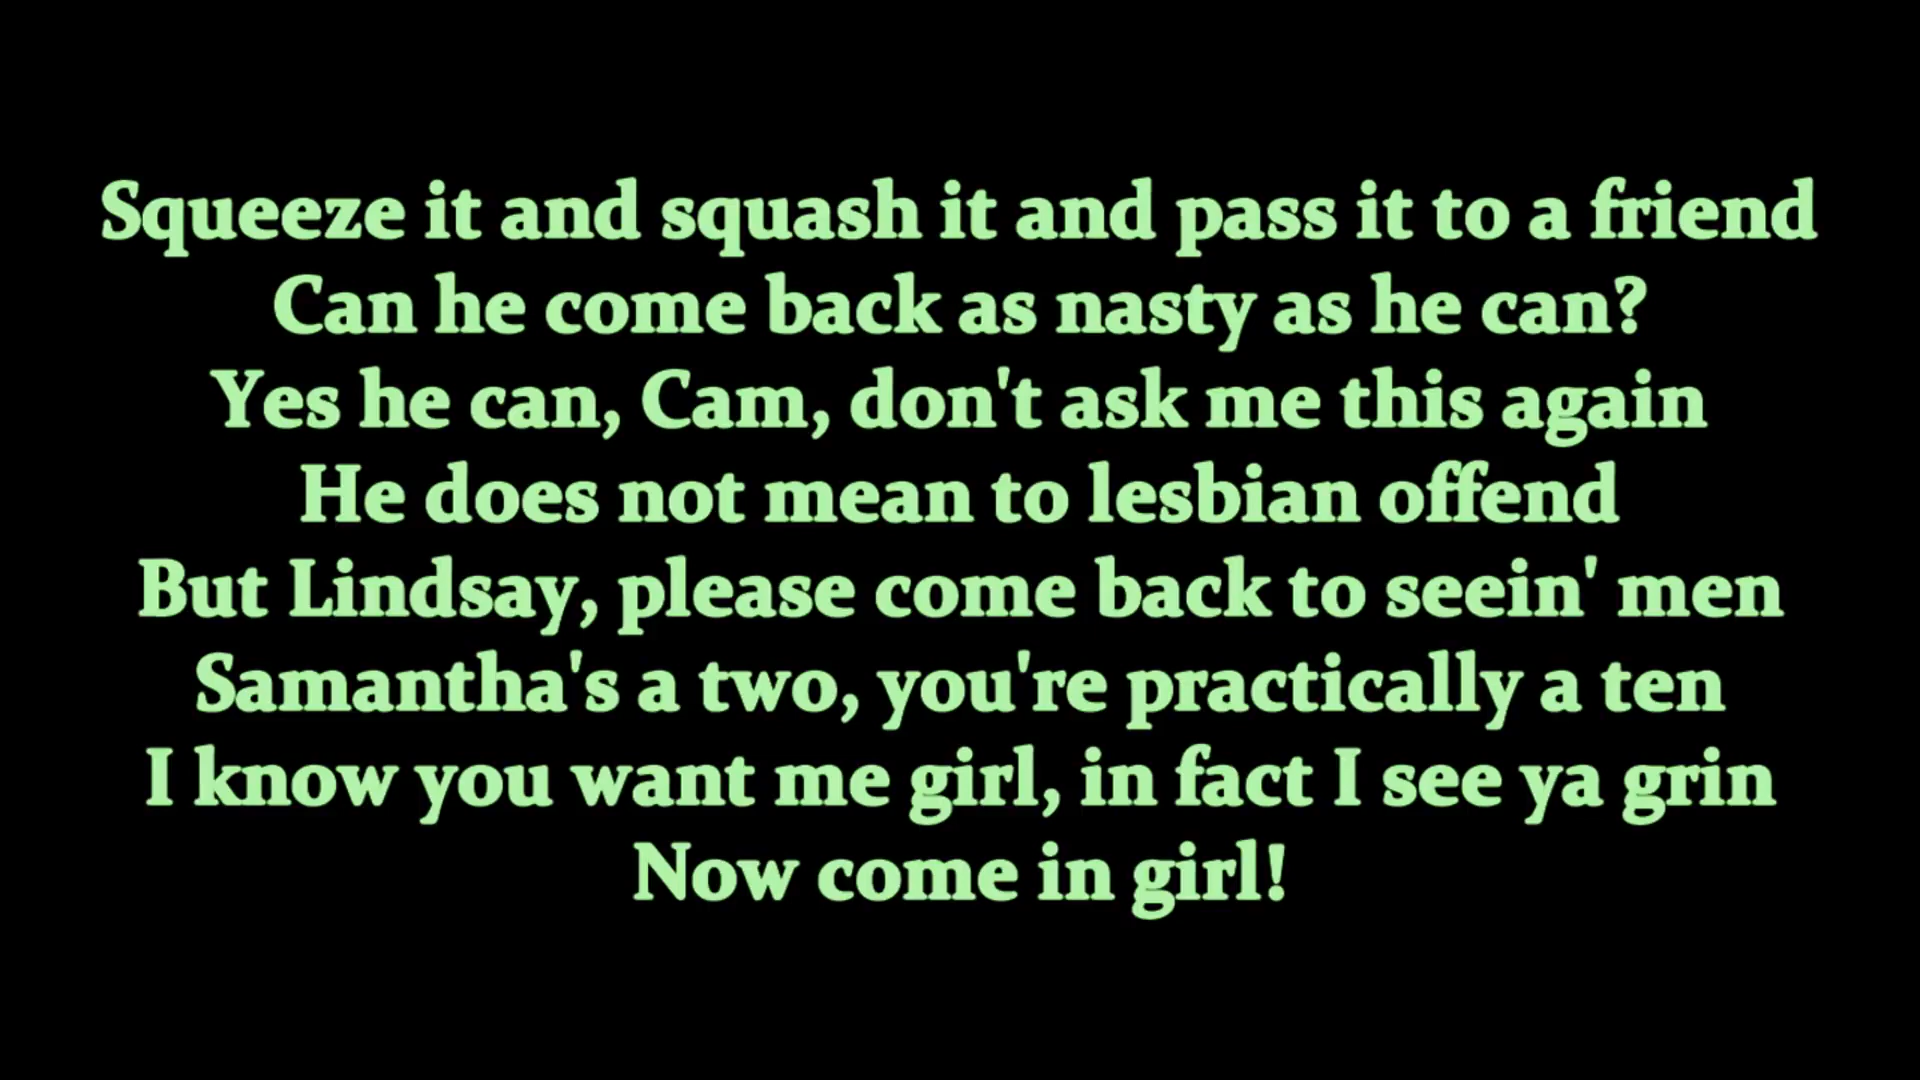 Squeeze it and squash it and pass it to a friend
Can he come back as nasty as he can?
Yes he can, Cam, don't ask me this again
He does not mean to lesbian offend
But Lindsay, please come back to seein' men
Samantha's a two, you're practically a ten
I know you want me girl, in fact I see ya grin
Now come in girl!